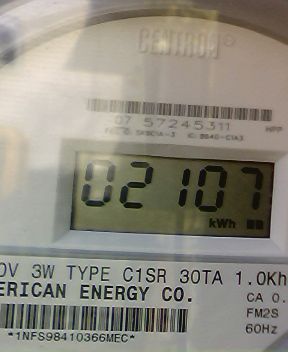 CENTRON®
07 57245311
HPP
02107
kWh
0V 3W TYPE C1SR 30TA 1.0Kh
ERICAN ENERGY CO.
CA 0.
FM2S
60Hz
*1NFS98410366MEC*